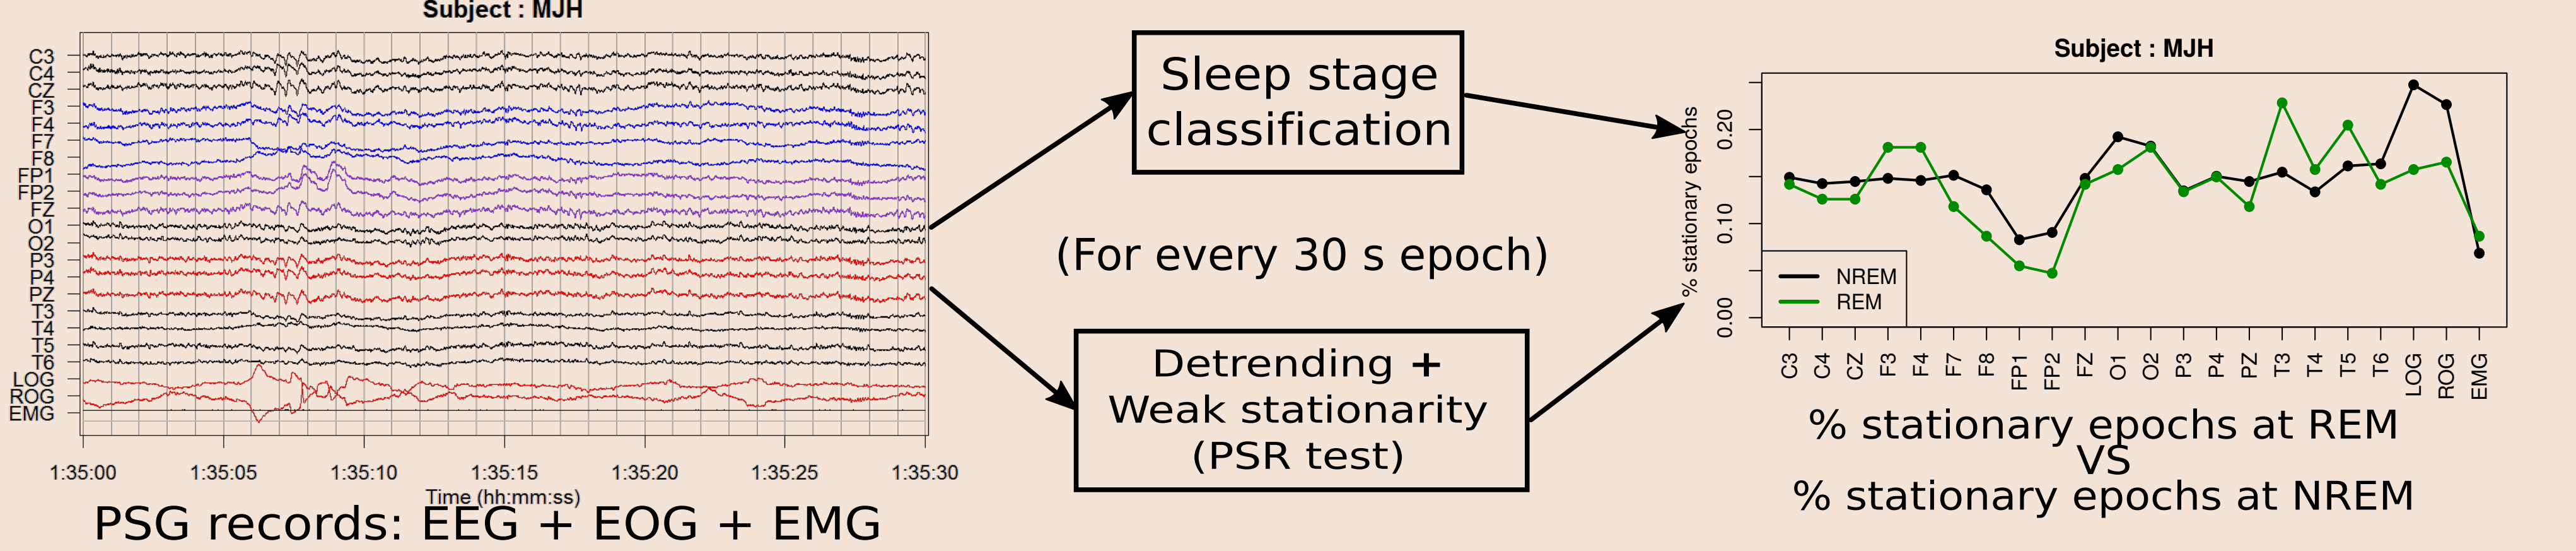 Subject : MJH
C3
C4
CZ
F3
F4
F7
F8
FP1
FP2
FZ
O1
O2
P3
P4
PZ
T3
T4
T5
T6
LOG
ROG
EMG
1:35:00 1:35:05 1:35:10 1:35:15 1:35:20 1:35:25 1:35:30
Time (hh:mm:ss)
PSG records: EEG + EOG + EMG
Sleep stage
classification
(For every 30 s epoch)
Detrending +
Weak stationarity
(PSR test)
Subject : MJH
% stationary epochs
0.20
0.10
0.00
NREM
REM
C3 C4 CZ F3 F4 F7 F8 FP1 FP2 FZ O1 O2 P3 P4 PZ T3 T4 T5 T6 LOG ROG EMG
% stationary epochs at REM
VS
% stationary epochs at NREM